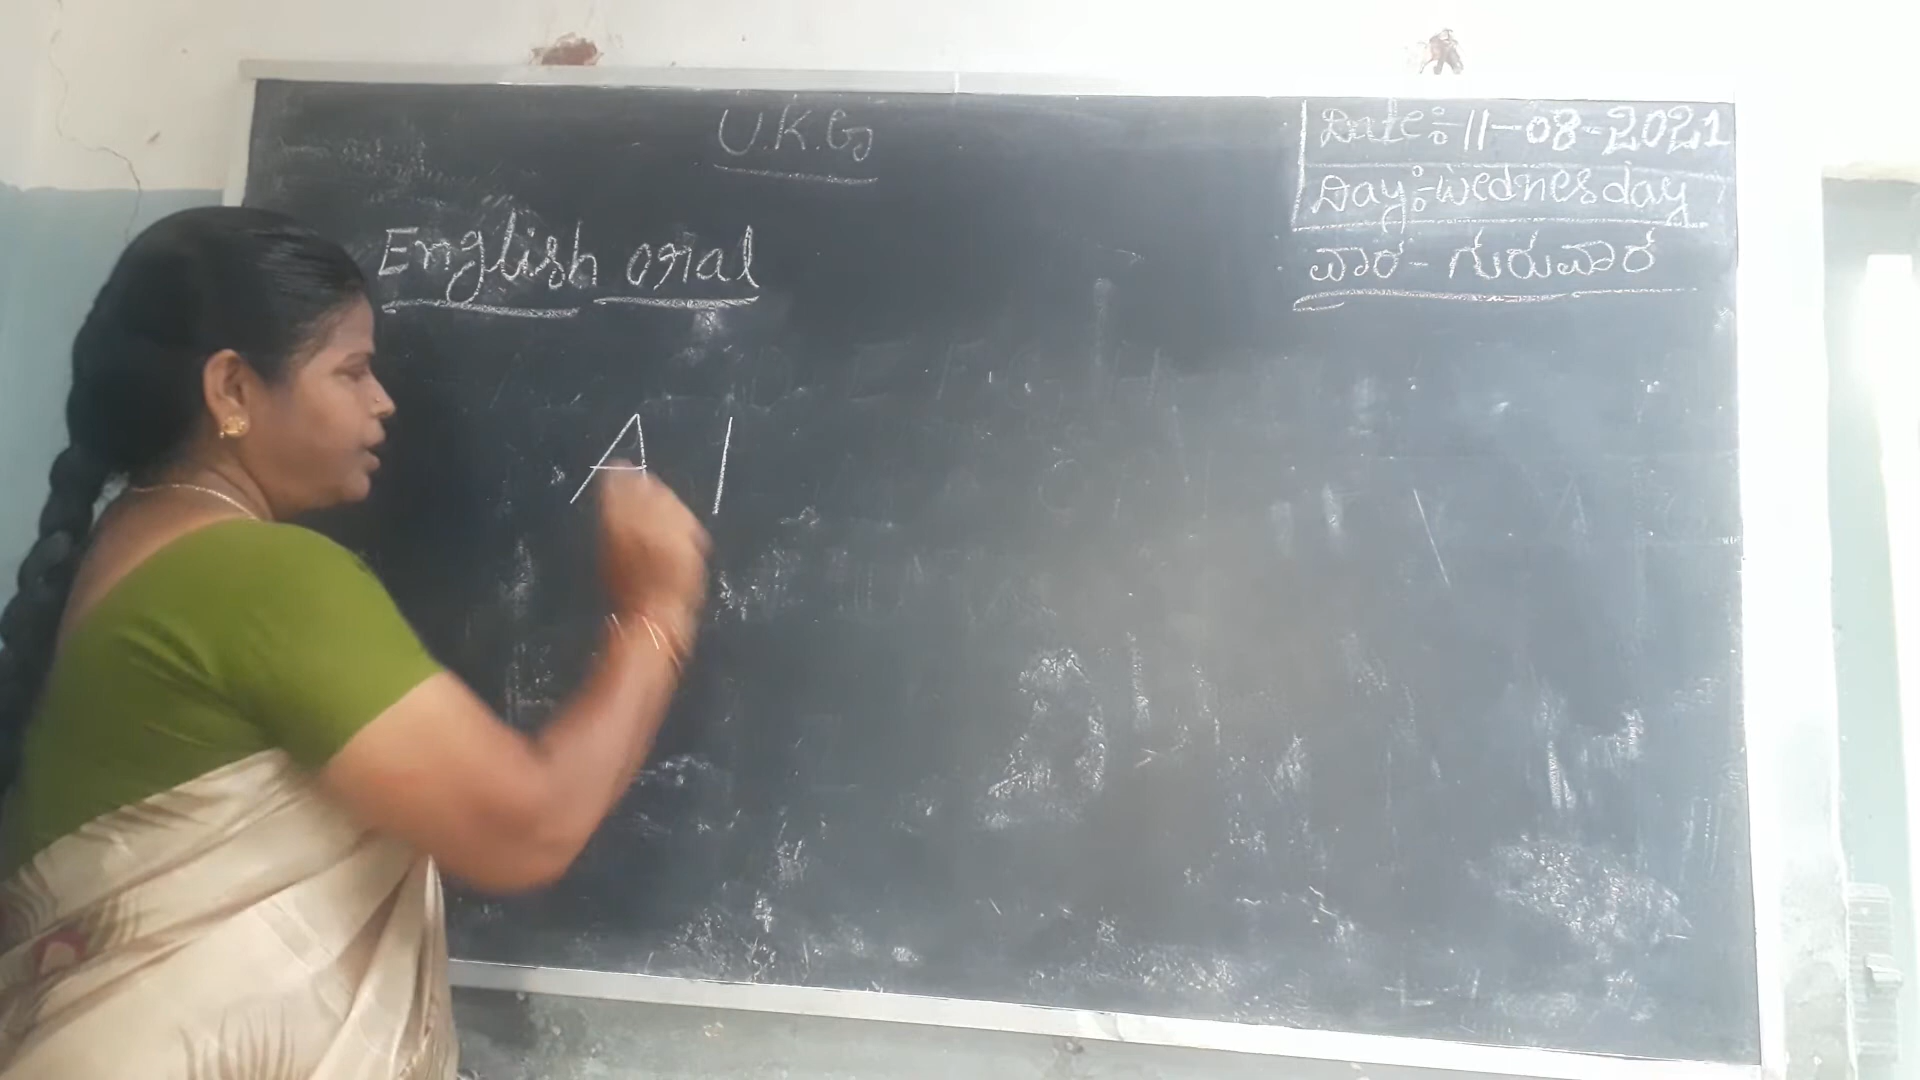 U.K.G
Date:- 11-08-2021
Day:- Wednesday
ವಾರ - ಗುರುವಾರ
English oral
A I